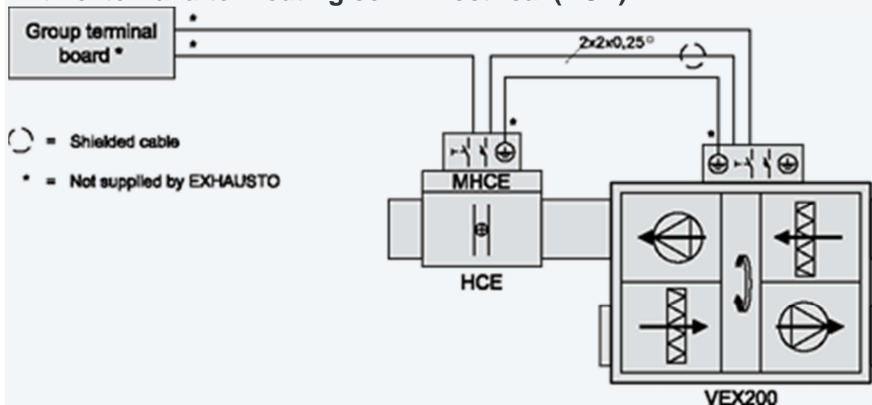 Group terminal
board *
*
*
2x2x0,25°
= Shielded cable
* = Not supplied by EXHAUSTO
*
*
MHCE
HCE
VEX200